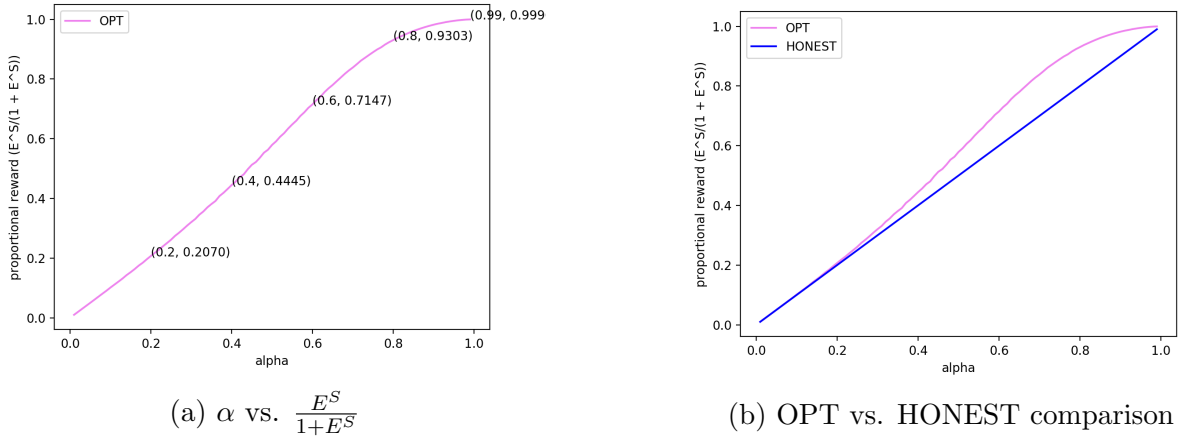 OPT
1.0
0.8
0.6
0.4
0.2
0.0
proportional reward (E^S/(1 + E^S))
(0.99, 0.999
(0.8, 0.9303)
(0.6, 0.7147)
(0.4, 0.4445)
(0.2, 0.2070)
0.0 0.2 0.4 0.6 0.8 1.0
alpha
(a) α vs. E^S/1+E^S
OPT
HONEST
1.0
0.8
0.6
0.4
0.2
0.0
proportional reward (E^S/(1 + E^S))
0.0 0.2 0.4 0.6 0.8 1.0
alpha
(b) OPT vs. HONEST comparison